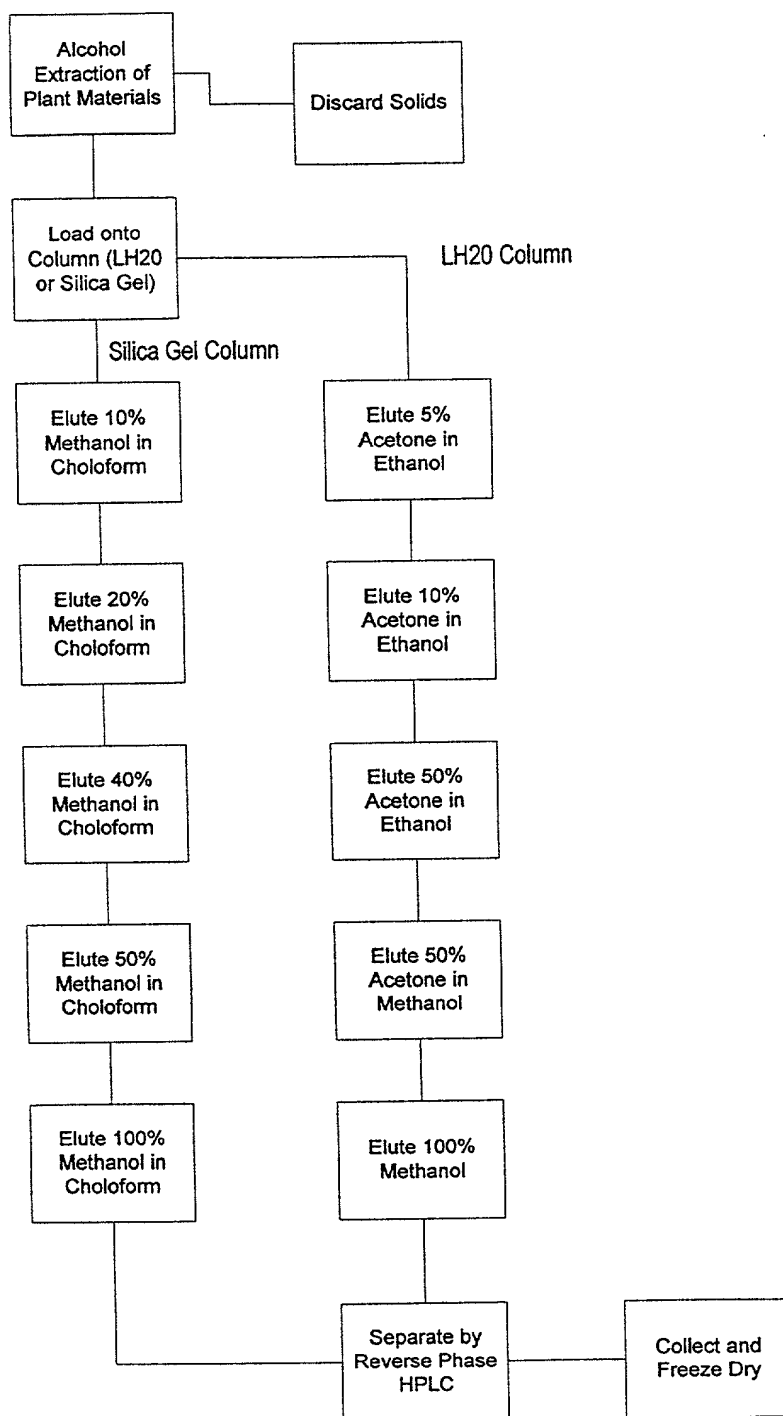 Alcohol
Extraction of
Plant Materials
Discard Solids
Load onto
Column (LH20
or Silica Gel)
LH20 Column
Silica Gel Column
Elute 10%
Methanol in
Choloform
Elute 5%
Acetone in
Ethanol
Elute 20%
Methanol in
Choloform
Elute 10%
Acetone in
Ethanol
Elute 40%
Methanol in
Choloform
Elute 50%
Acetone in
Ethanol
Elute 50%
Methanol in
Choloform
Elute 50%
Acetone in
Methanol
Elute 100%
Methanol in
Choloform
Elute 100%
Methanol
Separate by
Reverse Phase
HPLC
Collect and
Freeze Dry